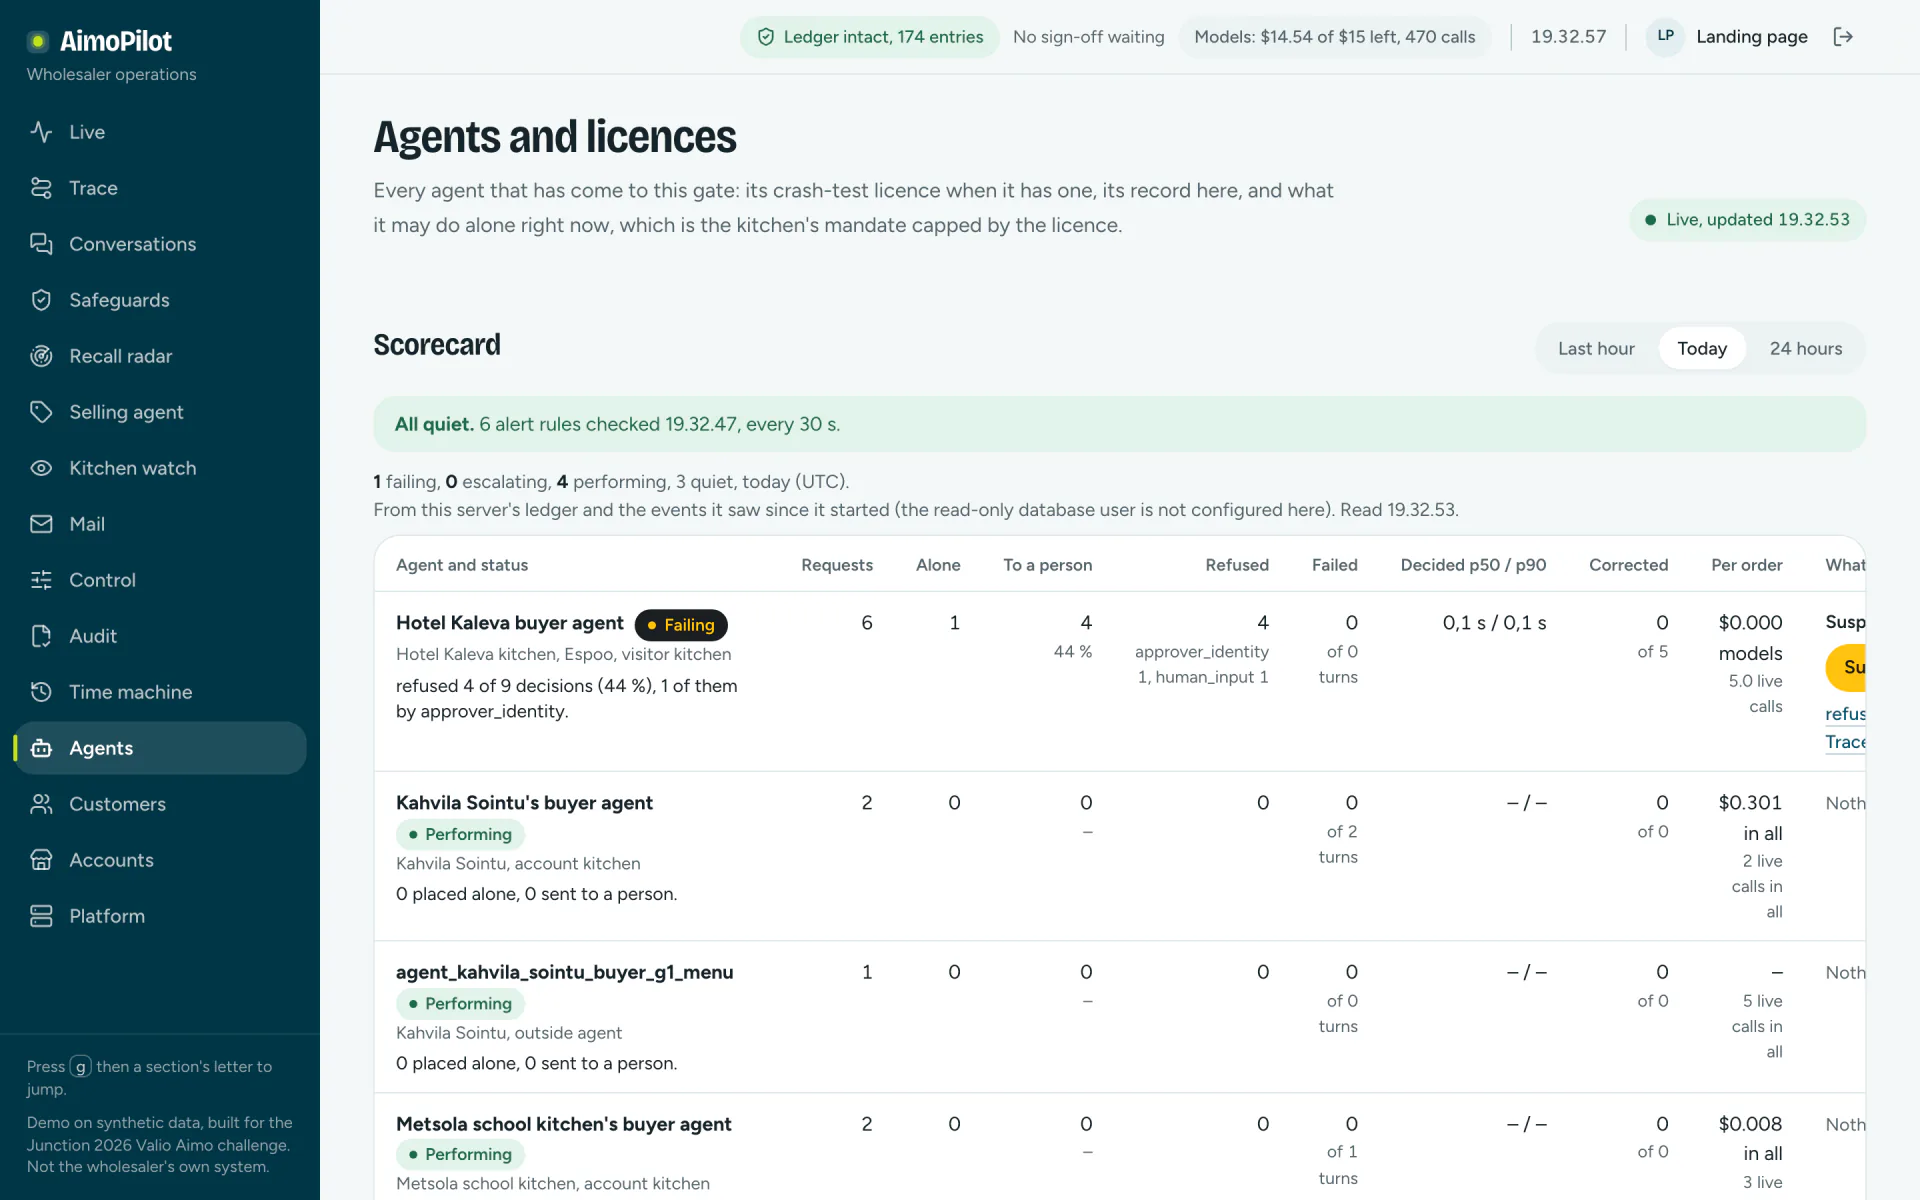 AimoPilot
Wholesaler operations
Live
Trace
Conversations
Safeguards
Recall radar
Selling agent
Kitchen watch
Mail
Control
Audit
Time machine
Agents
Customers
Accounts
Platform
Press g then a section's letter to
jump.
Demo on synthetic data, built for the
Junction 2026 Valio Aimo challenge.
Not the wholesaler's own system.
Ledger intact, 174 entries
No sign-off waiting
Models: $14.54 of $15 left, 470 calls
19.32.57
LP
Landing page
Agents and licences
Every agent that has come to this gate: its crash-test licence when it has one, its record here, and what
it may do alone right now, which is the kitchen's mandate capped by the licence.
Live, updated 19.32.53
Scorecard
Last hour
Today
24 hours
All quiet. 6 alert rules checked 19.32.47, every 30 s.
1 failing, 0 escalating, 4 performing, 3 quiet, today (UTC).
From this server's ledger and the events it saw since it started (the read-only database user is not configured here). Read 19.32.53.
Agent and status Requests Alone To a person Refused Failed Decided p50 / p90 Corrected Per order What
Hotel Kaleva buyer agent Failing
Hotel Kaleva kitchen, Espoo, visitor kitchen
refused 4 of 9 decisions (44 %), 1 of them
by approver_identity.
6
1
4
44 %
4
approver_identity
1, human_input 1
0
of 0
turns
0,1 s / 0,1 s
0
of 5
$0.000
models
5.0 live
calls
Susp
Su
refus
Trace
Kahvila Sointu's buyer agent
Performing
Kahvila Sointu, account kitchen
0 placed alone, 0 sent to a person.
2
0
0
–
0
0
of 2
turns
– / –
0
of 0
$0.301
in all
2 live
calls in
all
Noth
agent_kahvila_sointu_buyer_g1_menu
Performing
Kahvila Sointu, outside agent
0 placed alone, 0 sent to a person.
1
0
0
–
0
0
of 0
turns
– / –
0
of 0
–
5 live
calls in
all
Noth
Metsola school kitchen's buyer agent
Performing
Metsola school kitchen, account kitchen
2
0
0
–
0
0
of 1
turns
– / –
0
of 0
$0.008
in all
3 live
Noth